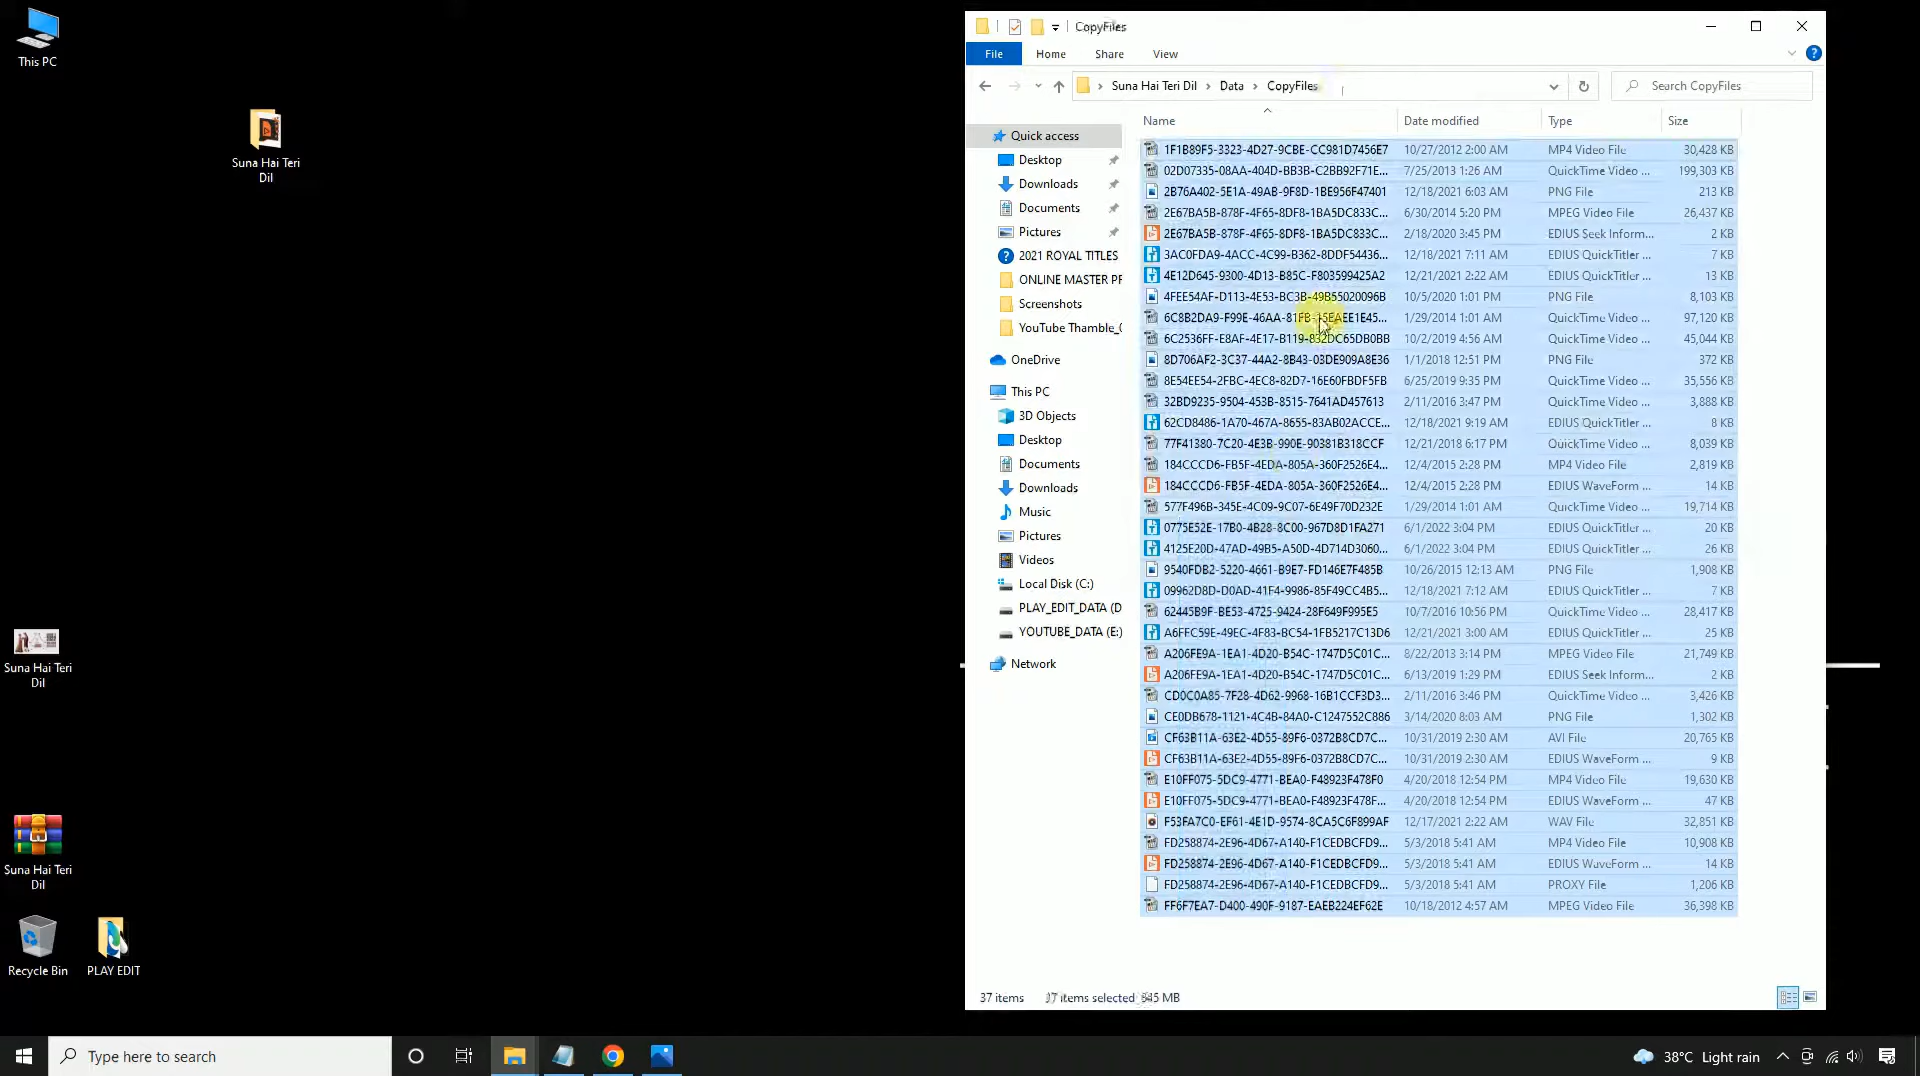 This PC
Suna Hai Teri
Dil
Suna Hai Teri
Dil
Suna Hai Teri
Dil
Recycle Bin
PLAY EDIT
CopyFiles
File Home Share View
Suna Hai Teri Dil > Data > CopyFiles
Search CopyFiles
Quick access
Desktop
Downloads
Documents
Pictures
2021 ROYAL TITLES
ONLINE MASTER PF
Screenshots
YouTube Thamble_(
OneDrive
This PC
3D Objects
Desktop
Documents
Downloads
Music
Pictures
Videos
Local Disk (C:)
PLAY_EDIT_DATA (D
YOUTUBE_DATA (E:)
Network
Name Date modified Type Size
1F1B89F5-3323-4D27-9CBE-CC981D7456E7 10/27/2012 2:00 AM MP4 Video File 30,428 KB
02D07335-08AA-404D-BB3B-C2BB92F71E... 7/25/2013 1:26 AM QuickTime Video ... 199,303 KB
2B76A402-5E1A-49AB-9F8D-1BE956F47401 12/18/2021 6:03 AM PNG File 213 KB
2E67BA5B-878F-4F65-8DF8-1BA5DC833C... 6/30/2014 5:20 PM MPEG Video File 26,437 KB
2E67BA5B-878F-4F65-8DF8-1BA5DC833C... 2/18/2020 3:45 PM EDIUS Seek Inform... 2 KB
3AC0FDA9-4ACC-4C99-B362-8DDF54436... 12/18/2021 7:11 AM EDIUS QuickTitler ... 7 KB
4E12D645-9300-4D13-B85C-F803599425A2 12/21/2021 2:22 AM EDIUS QuickTitler ... 13 KB
4FEE54AF-D113-4E53-BC3B-49B55020096B 10/5/2020 1:01 PM PNG File 8,103 KB
6C8B2DA9-F99E-46AA-81FB-15EAEE1E45... 1/29/2014 1:01 AM QuickTime Video ... 97,120 KB
6C2536FF-E8AF-4E17-B119-832DC65DB0BB 10/2/2019 4:56 AM QuickTime Video ... 45,044 KB
8D706AF2-3C37-44A2-8B43-03DE909A8E36 1/1/2018 12:51 PM PNG File 372 KB
8E54EE54-2FBC-4EC8-82D7-16E60FBDF5FB 6/25/2019 9:35 PM QuickTime Video ... 35,556 KB
32BD9235-9504-453B-8515-7641AD457613 2/11/2016 3:47 PM QuickTime Video ... 3,888 KB
62CD8486-1A70-467A-8655-83AB02ACCE... 12/18/2021 9:19 AM EDIUS QuickTitler ... 8 KB
77F41380-7C20-4E3B-990E-90381B318CCF 12/21/2018 6:17 PM QuickTime Video ... 8,039 KB
184CCCD6-FB5F-4EDA-805A-360F2526E4... 12/4/2015 2:28 PM MP4 Video File 2,819 KB
184CCCD6-FB5F-4EDA-805A-360F2526E4... 12/4/2015 2:28 PM EDIUS WaveForm ... 14 KB
577F496B-345E-4C09-9C07-6E49F70D232E 1/29/2014 1:01 AM QuickTime Video ... 19,714 KB
0775E52E-17B0-4B28-8C00-967D8D1FA271 6/1/2022 3:04 PM EDIUS QuickTitler ... 20 KB
4125E20D-47AD-49B5-A50D-4D714D3060... 6/1/2022 3:04 PM EDIUS QuickTitler ... 26 KB
9540FDB2-5220-4661-B9E7-FD146E7F485B 10/26/2015 12:13 AM PNG File 1,908 KB
09962D8D-D0AD-41F4-9986-85F49CC4B5... 12/18/2021 7:12 AM EDIUS QuickTitler ... 7 KB
62445B9F-BE53-4725-9424-28F649F995E5 10/7/2016 10:56 PM QuickTime Video ... 28,417 KB
A6FFC59E-49EC-4F83-BC54-1FB5217C13D6 12/21/2021 3:00 AM EDIUS QuickTitler ... 25 KB
A206FE9A-1EA1-4D20-B54C-1747D5C01C... 8/22/2013 3:14 PM MPEG Video File 21,749 KB
A206FE9A-1EA1-4D20-B54C-1747D5C01C... 6/13/2019 1:29 PM EDIUS Seek Inform... 2 KB
CD0C0A85-7F28-4D62-9968-16B1CCF3D3... 2/11/2016 3:46 PM QuickTime Video ... 3,426 KB
CE0DB678-1121-4C4B-84A0-C1247552C886 3/14/2020 8:03 AM PNG File 1,302 KB
CF63B11A-63E2-4D55-89F6-0372B8CD7C... 10/31/2019 2:30 AM AVI File 20,765 KB
CF63B11A-63E2-4D55-89F6-0372B8CD7C... 10/31/2019 2:30 AM EDIUS WaveForm ... 9 KB
E10FF075-5DC9-4771-BEA0-F48923F478F0 4/20/2018 12:54 PM MP4 Video File 19,630 KB
E10FF075-5DC9-4771-BEA0-F48923F478F... 4/20/2018 12:54 PM EDIUS WaveForm ... 47 KB
F53FA7C0-EF61-4E1D-9574-8CA5C6F899AF 12/17/2021 2:22 AM WAV File 32,851 KB
FD258874-2E96-4D67-A140-F1CEDBCFD9... 5/3/2018 5:41 AM MP4 Video File 10,908 KB
FD258874-2E96-4D67-A140-F1CEDBCFD9... 5/3/2018 5:41 AM EDIUS WaveForm ... 14 KB
FD258874-2E96-4D67-A140-F1CEDBCFD9... 5/3/2018 5:41 AM PROXY File 1,206 KB
FF6F7EA7-D400-490F-9187-EAEB224EF62E 10/18/2012 4:57 AM MPEG Video File 36,398 KB
37 items 37 items selected 645 MB
Type here to search
38°C Light rain